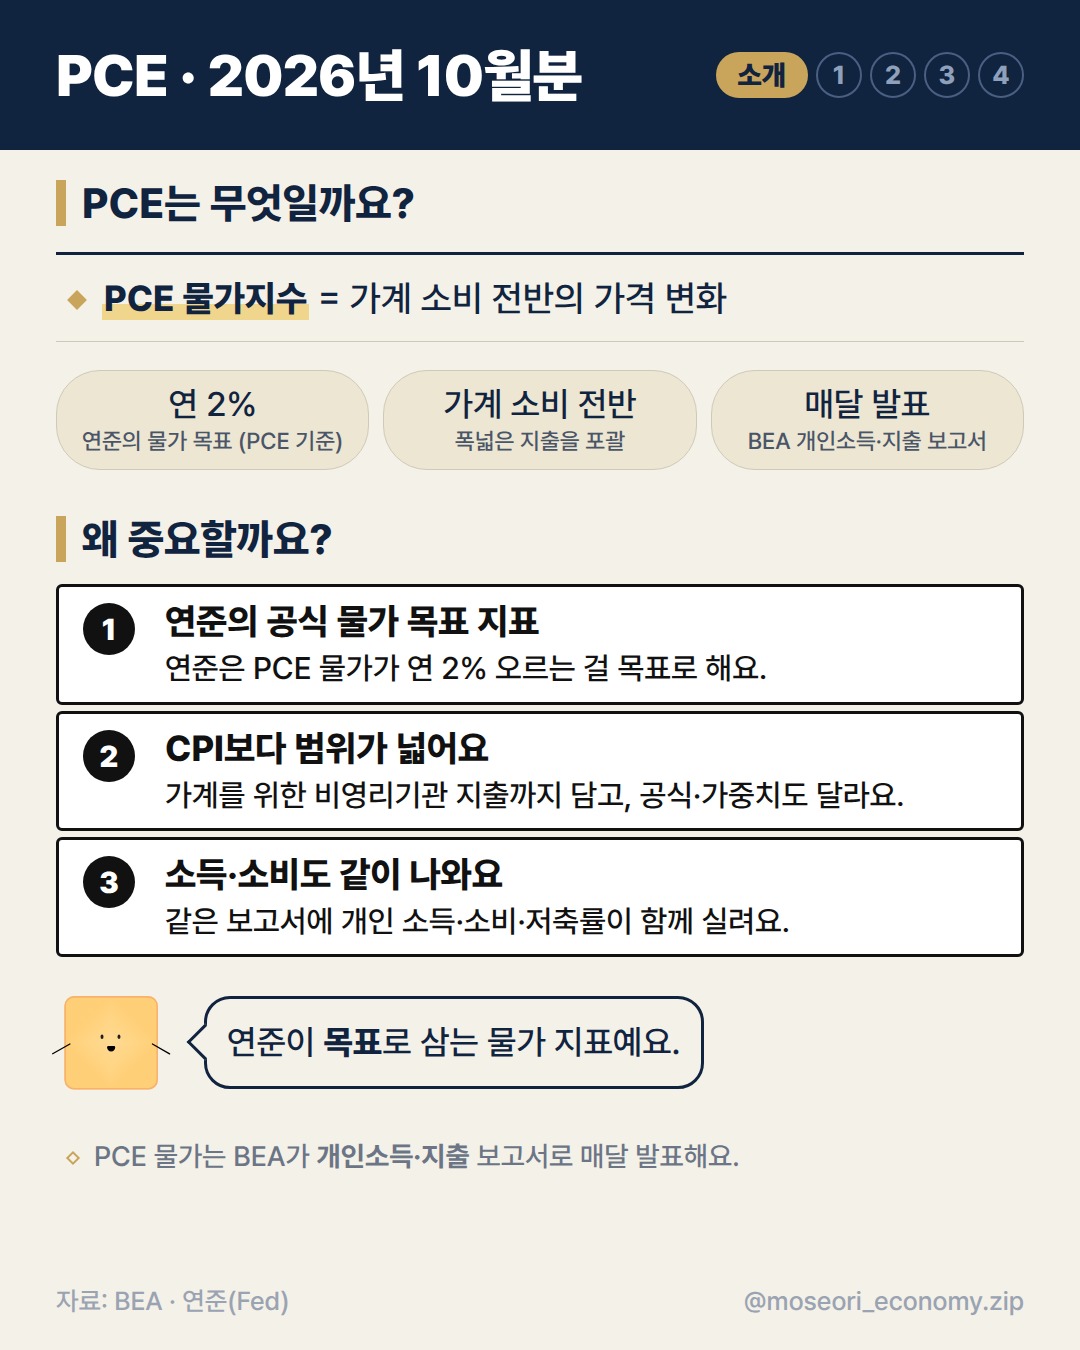 PCE · 2026년 10월분
소개 1 2 3 4
PCE는 무엇일까요?
PCE 물가지수 = 가계 소비 전반의 가격 변화
연 2%
연준의 물가 목표 (PCE 기준)
가계 소비 전반
폭넓은 지출을 포괄
매달 발표
BEA 개인소득·지출 보고서
왜 중요할까요?
1 연준의 공식 물가 목표 지표
연준은 PCE 물가가 연 2% 오르는 걸 목표로 해요.
2 CPI보다 범위가 넓어요
가계를 위한 비영리기관 지출까지 담고, 공식·가중치도 달라요.
3 소득·소비도 같이 나와요
같은 보고서에 개인 소득·소비·저축률이 함께 실려요.
연준이 목표로 삼는 물가 지표예요.
PCE 물가는 BEA가 개인소득·지출 보고서로 매달 발표해요.
자료: BEA · 연준(Fed)
@moseori_economy.zip